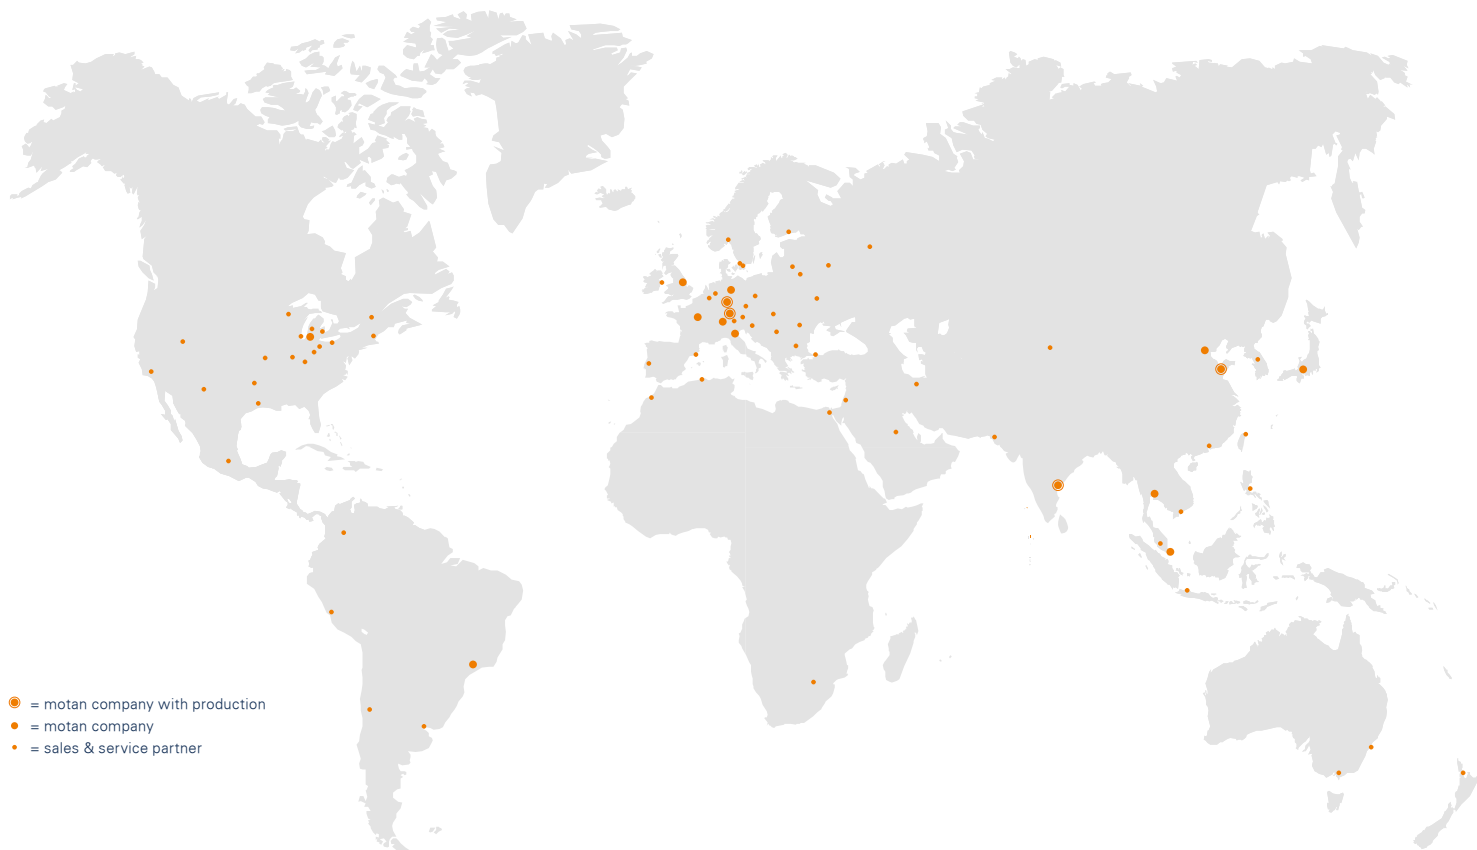 = motan company with production
= motan company
= sales & service partner